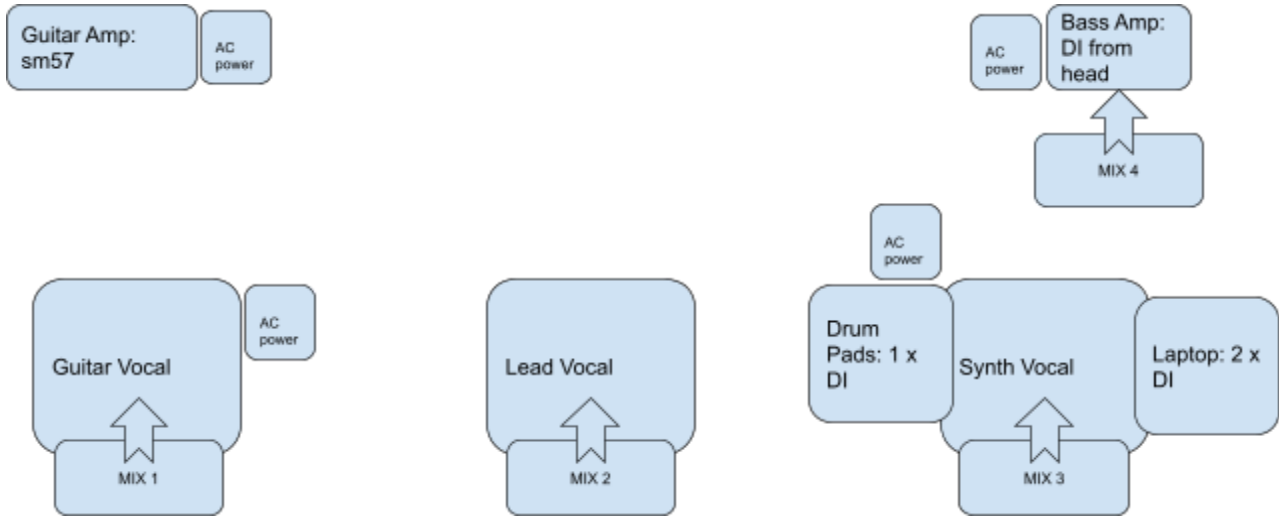 Guitar Amp:
sm57
AC
power
AC
power
Bass Amp:
DI from
head
MIX 4
AC
power
Guitar Vocal
AC
power
MIX 1
Lead Vocal
MIX 2
Drum
Pads: 1 x
DI
Synth Vocal
Laptop: 2 x
DI
MIX 3